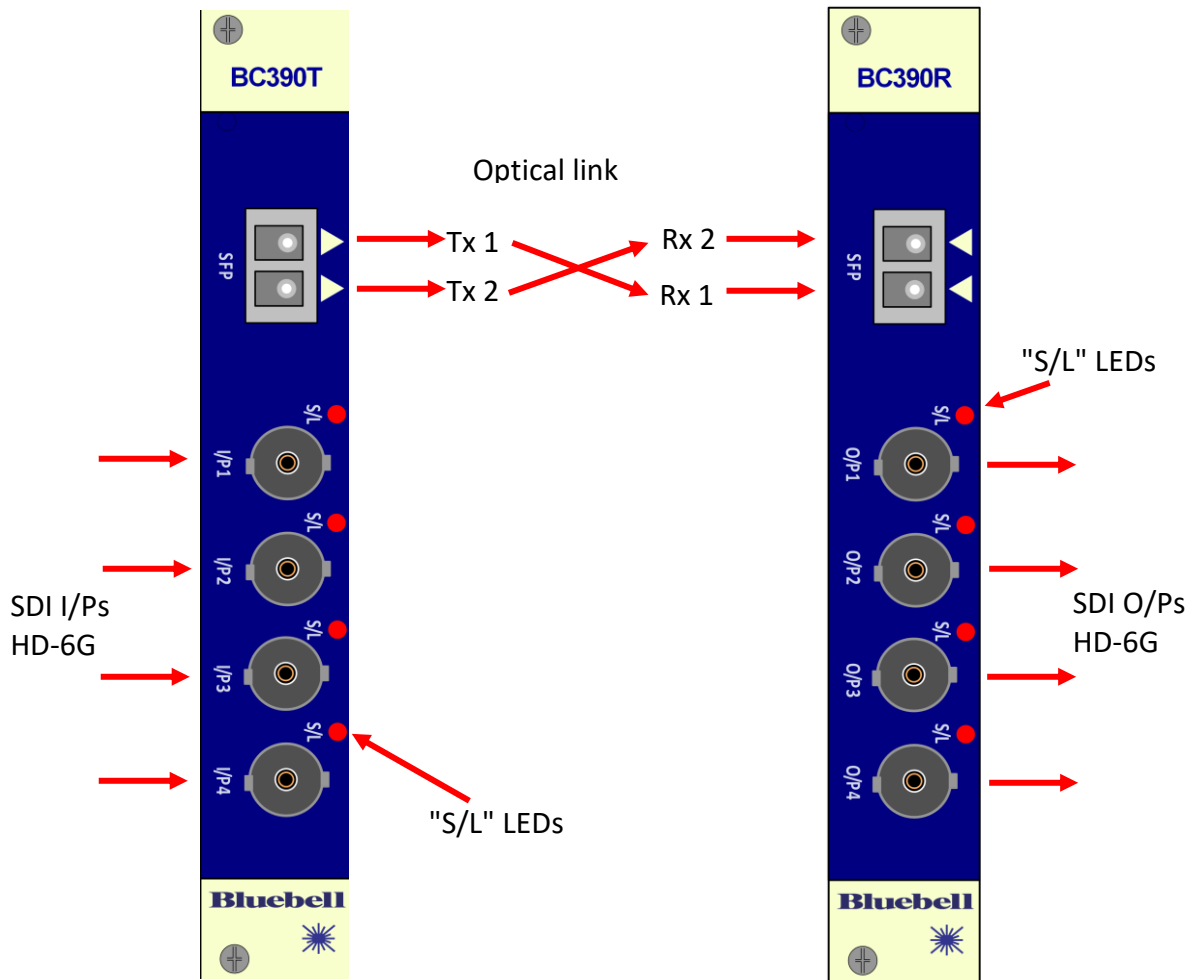 BC390T
BC390R
Optical link
SFP
Tx 1
Tx 2
Rx 2
Rx 1
SFP
"S/L" LEDs
S/L
I/P1
S/L
I/P2
S/L
I/P3
S/L
I/P4
SDI I/Ps
HD-6G
"S/L" LEDs
S/L
O/P1
S/L
O/P2
S/L
O/P3
S/L
O/P4
SDI O/Ps
HD-6G
Bluebell
Bluebell